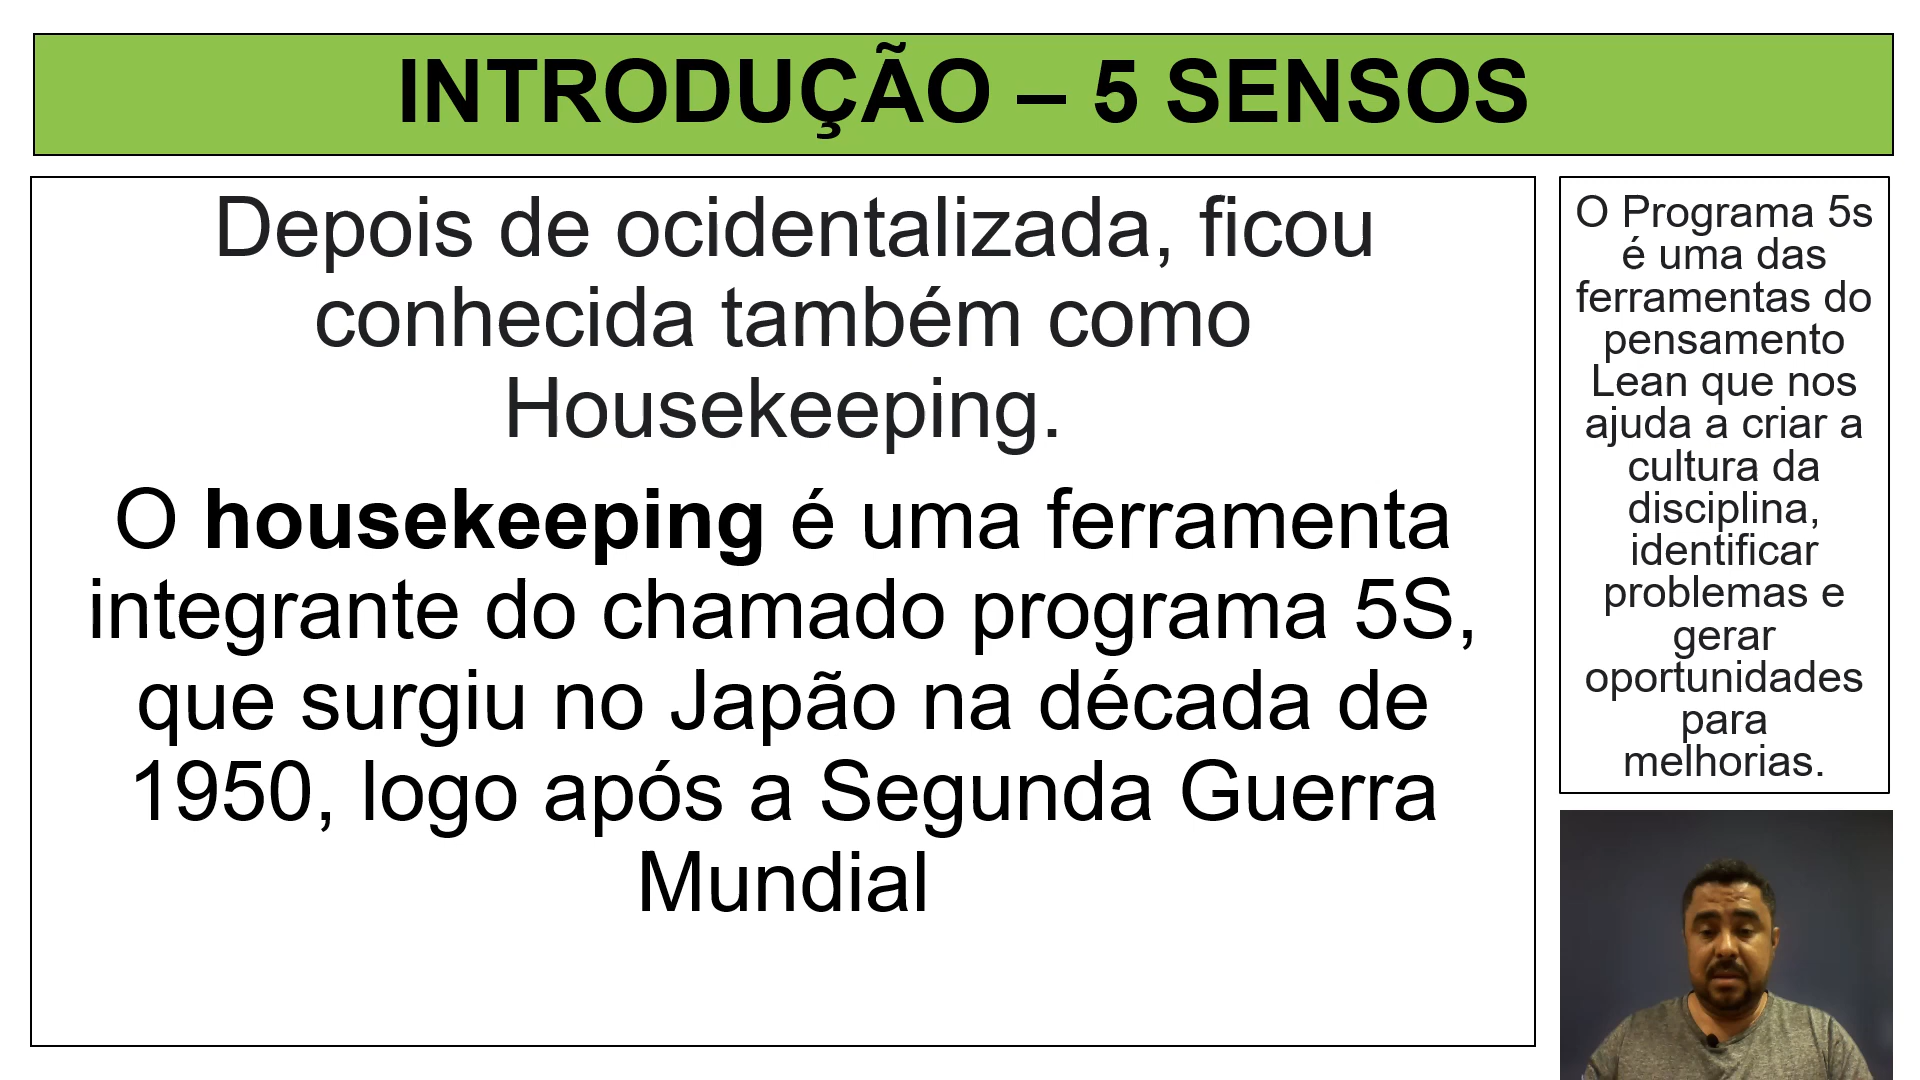 INTRODUÇÃO – 5 SENSOS
Depois de ocidentalizada, ficou
conhecida também como
Housekeeping.
O housekeeping é uma ferramenta
integrante do chamado programa 5S,
que surgiu no Japão na década de
1950, logo após a Segunda Guerra
Mundial
O Programa 5s
é uma das
ferramentas do
pensamento
Lean que nos
ajuda a criar a
cultura da
disciplina,
identificar
problemas e
gerar
oportunidades
para
melhorias.